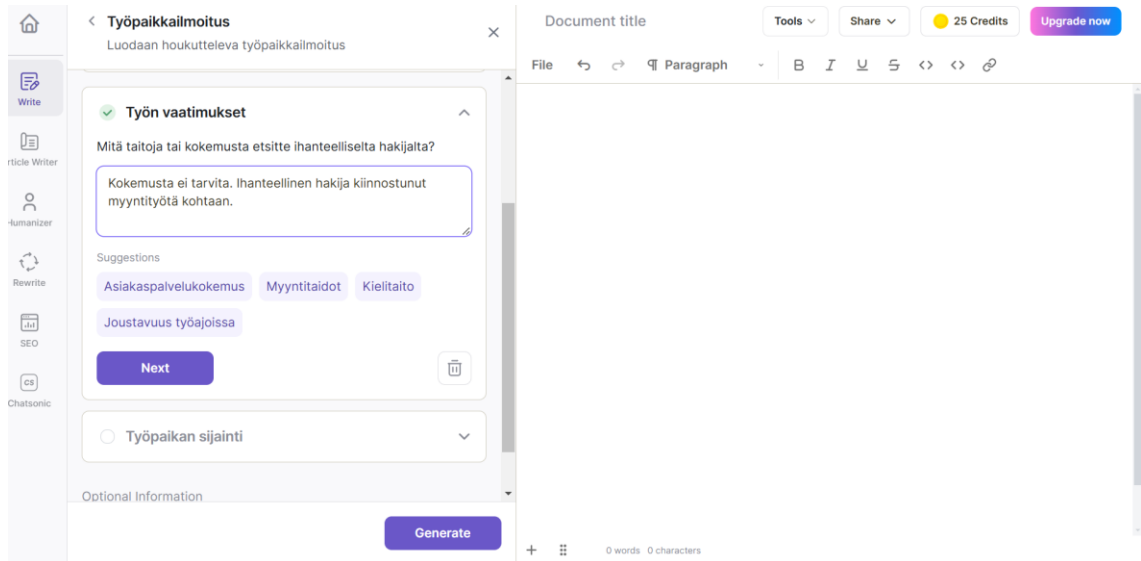 Työpaikkailmoitus
Luodaan houkutteleva työpaikkailmoitus
Write
rticle Writer
Humanizer
Rewrite
SEO
CS
Chatsonic
Työn vaatimukset
Mitä taitoja tai kokemusta etsitte ihanteelliselta hakijalta?
Kokemusta ei tarvita. Ihanteellinen hakija kiinnostunut
myyntityötä kohtaan.
Suggestions
Asiakaspalvelukokemus Myyntitaidot Kielitaito
Joustavuus työajoissa
Next
Työpaikan sijainti
Optional Information
Generate
Document title Tools Share 25 Credits Upgrade now
File Paragraph B I U S
0 words 0 characters